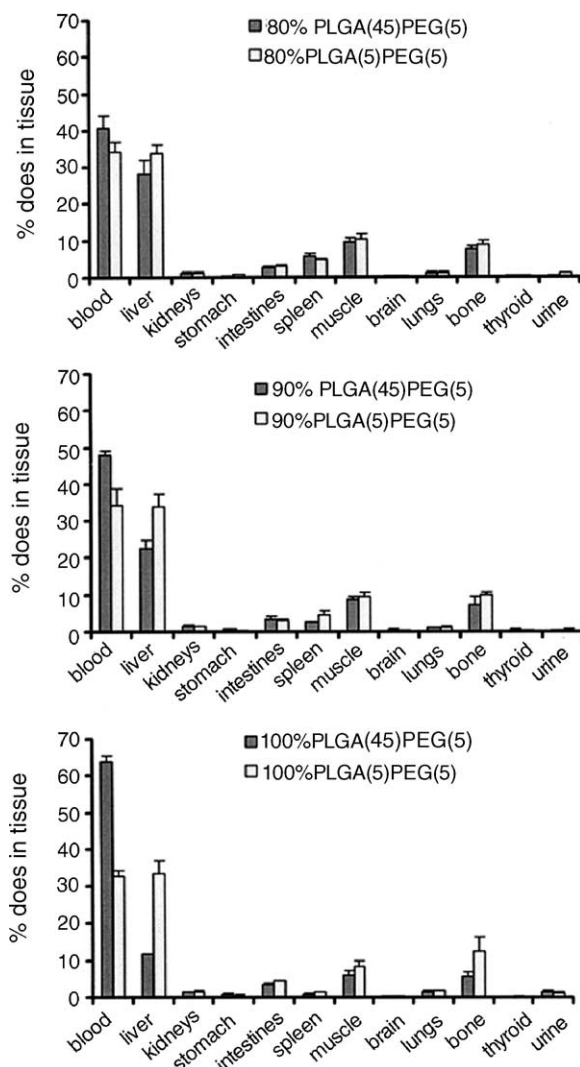 80% PLGA(45)PEG(5)
80%PLGA(5)PEG(5)
% does in tissue
70
60
50
40
30
20
10
0
blood liver kidneys stomach intestines spleen muscle brain lungs bone thyroid urine
90% PLGA(45)PEG(5)
90%PLGA(5)PEG(5)
% does in tissue
70
60
50
40
30
20
10
0
blood liver kidneys stomach intestines spleen muscle brain lungs bone thyroid urine
100%PLGA(45)PEG(5)
100%PLGA(5)PEG(5)
% does in tissue
70
60
50
40
30
20
10
0
blood liver kidneys stomach intestines spleen muscle brain lungs bone thyroid urine